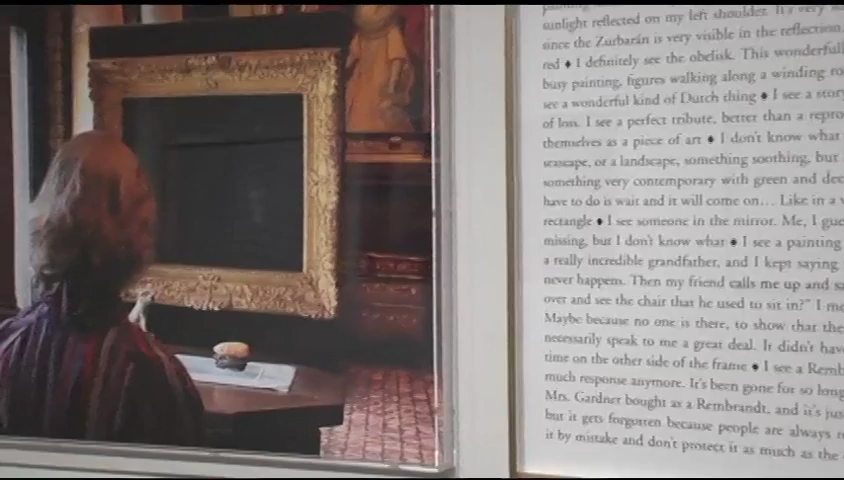 sunlight reflected on my left shoulder. It's very
since the Zurbarán is very visible in the reflection
red ♦ I definitely see the obelisk. This wonderfull
busy painting, figures walking along a winding ro
see a wonderful kind of Dutch thing ♦ I see a story
of loss. I see a perfect tribute, better than a repro
themselves as a piece of art ♦ I don't know what
seascape, or a landscape, something soothing, but
something very contemporary with green and dec
have to do is wait and it will come on... Like in a v
rectangle ♦ I see someone in the mirror. Me, I gue
missing, but I don't know what ♦ I see a painting
a really incredible grandfather, and I kept saying
never happens. Then my friend calls me up and sa
over and see the chair that he used to sit in?" I me
Maybe because no one is there, to show that the
necessarily speak to me a great deal. It didn't hav
time on the other side of the frame ♦ I see a Remb
much response anymore. It's been gone for so long
Mrs. Gardner bought as a Rembrandt, and it's jus
but it gets forgotten because people are always r
it by mistake and don't protect it as much as the